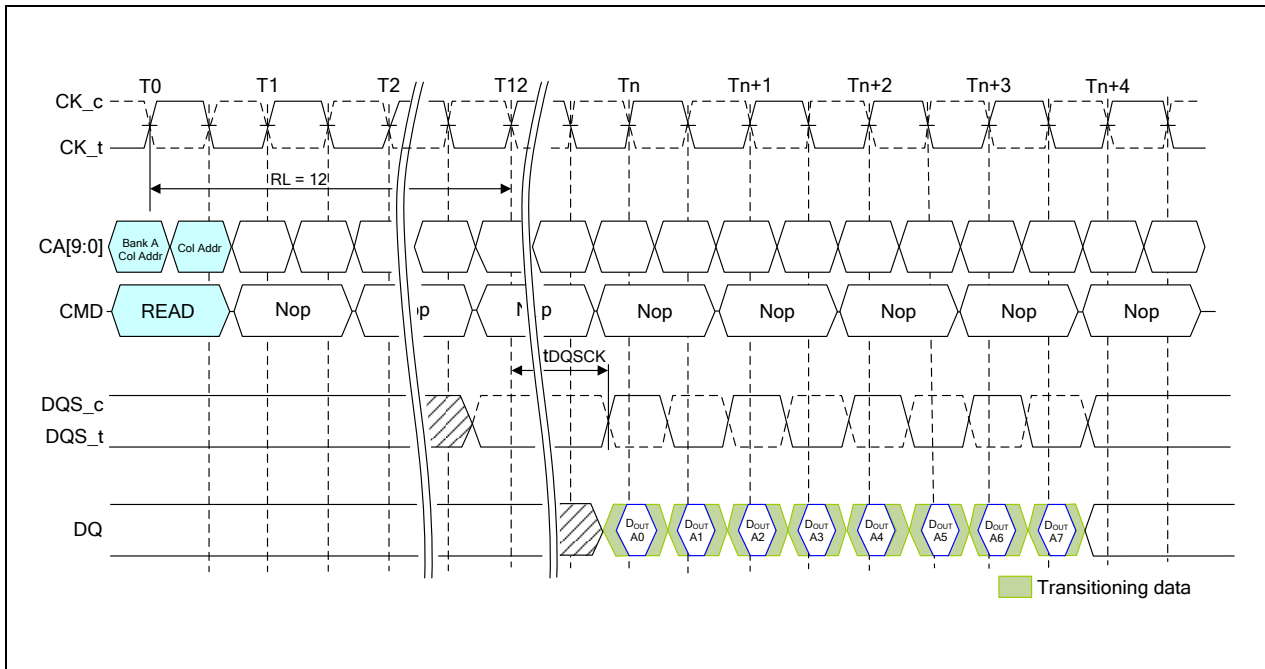 T0 T1 T2 T12 Tn Tn+1 Tn+2 Tn+3 Tn+4
CK_c
CK_t
RL = 12
CA[9:0]
Bank A
Col Addr
Col Addr
CMD
READ Nop Nop Nop Nop Nop Nop Nop
tDQSCK
DQS_c
DQS_t
DQ
DOUT A0
DOUT A1
DOUT A2
DOUT A3
DOUT A4
DOUT A5
DOUT A6
DOUT A7
Transitioning data